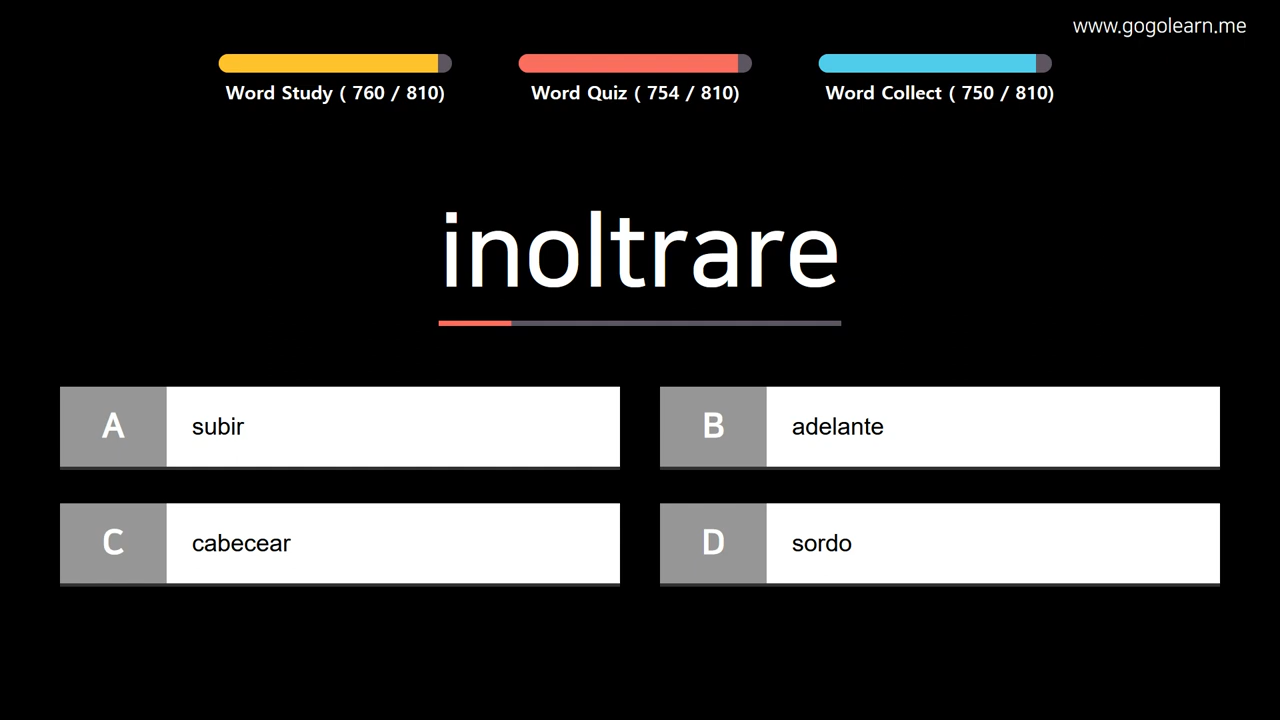 www.gogolearn.me
Word Study ( 760 / 810)
Word Quiz ( 754 / 810)
Word Collect ( 750 / 810)
inoltrare
A subir
B adelante
C cabecear
D sordo